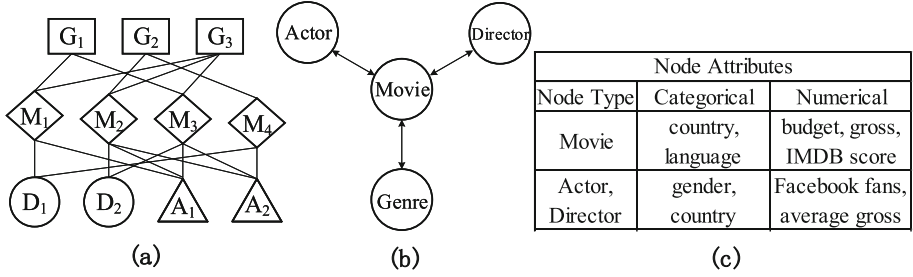 G1 G2 G3
M1 M2 M3 M4
D1 D2 A1 A2
(a)
Actor
Director
Movie
Genre
(b)
Node Attributes
Node Type Categorical Numerical
Movie
country,
language
budget, gross,
IMDB score
Actor,
Director
gender,
country
Facebook fans,
average gross
(c)